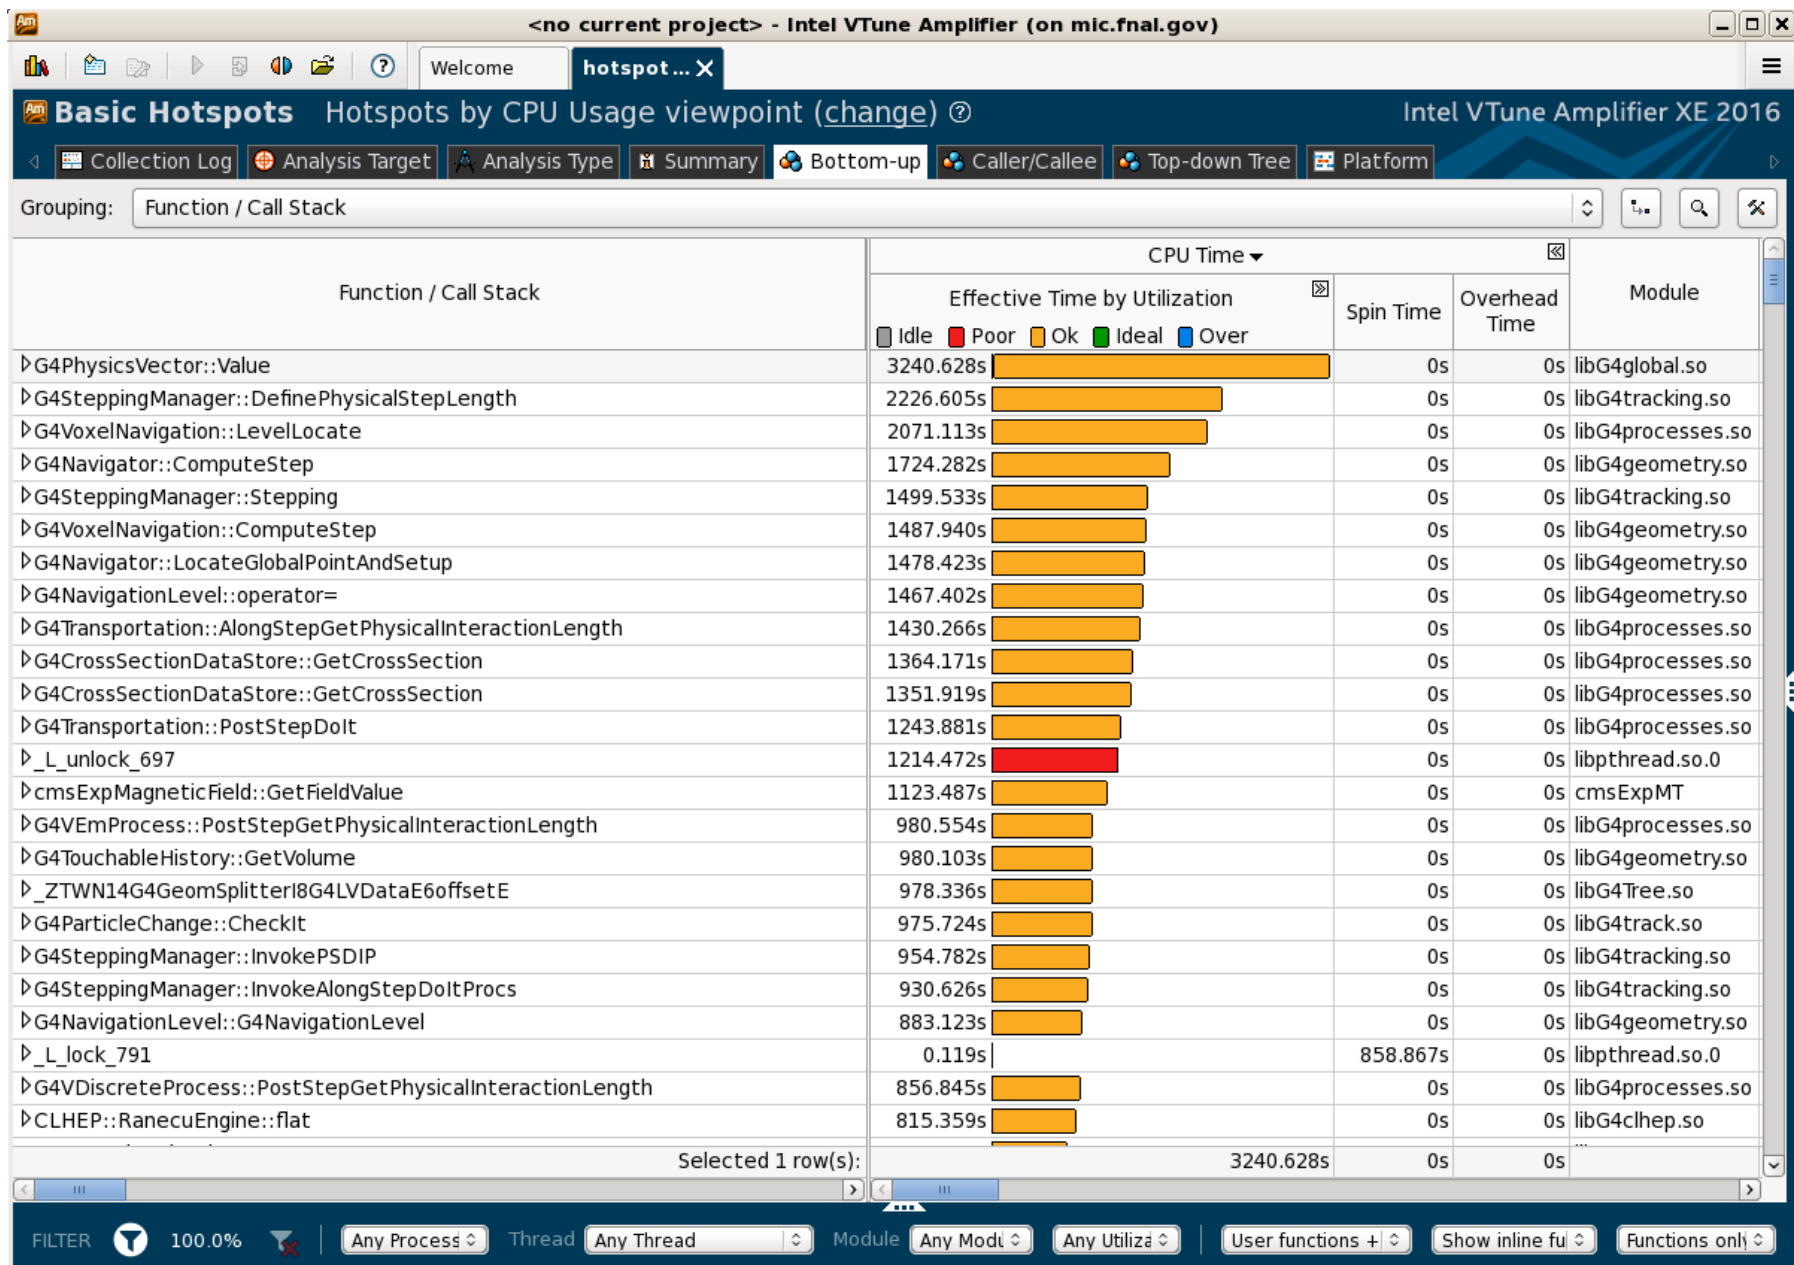 <no current project> - Intel VTune Amplifier (on mic.fnal.gov)
Welcome hotspot ... X
Basic Hotspots Hotspots by CPU Usage viewpoint (change)
Intel VTune Amplifier XE 2016
Collection Log Analysis Target Analysis Type Summary Bottom-up Caller/Callee Top-down Tree Platform
Grouping: Function / Call Stack
Function / Call Stack
CPU Time
Effective Time by Utilization
Idle Poor Ok Ideal Over
Spin Time
Overhead Time
Module
G4PhysicsVector::Value 3240.628s 0s 0s libG4global.so
G4SteppingManager::DefinePhysicalStepLength 2226.605s 0s 0s libG4tracking.so
G4VoxelNavigation::LevelLocate 2071.113s 0s 0s libG4processes.so
G4Navigator::ComputeStep 1724.282s 0s 0s libG4geometry.so
G4SteppingManager::Stepping 1499.533s 0s 0s libG4tracking.so
G4VoxelNavigation::ComputeStep 1487.940s 0s 0s libG4geometry.so
G4Navigator::LocateGlobalPointAndSetup 1478.423s 0s 0s libG4geometry.so
G4NavigationLevel::operator= 1467.402s 0s 0s libG4geometry.so
G4Transportation::AlongStepGetPhysicalInteractionLength 1430.266s 0s 0s libG4processes.so
G4CrossSectionDataStore::GetCrossSection 1364.171s 0s 0s libG4processes.so
G4CrossSectionDataStore::GetCrossSection 1351.919s 0s 0s libG4processes.so
G4Transportation::PostStepDoIt 1243.881s 0s 0s libG4processes.so
_L_unlock_697 1214.472s 0s 0s libpthread.so.0
cmsExpMagneticField::GetFieldValue 1123.487s 0s 0s cmsExpMT
G4VEmProcess::PostStepGetPhysicalInteractionLength 980.554s 0s 0s libG4processes.so
G4TouchableHistory::GetVolume 980.103s 0s 0s libG4geometry.so
_ZTWN14G4GeomSplitterI8G4LVDataE6offsetE 978.336s 0s 0s libG4Tree.so
G4ParticleChange::CheckIt 975.724s 0s 0s libG4track.so
G4SteppingManager::InvokePSDIP 954.782s 0s 0s libG4tracking.so
G4SteppingManager::InvokeAlongStepDoItProcs 930.626s 0s 0s libG4tracking.so
G4NavigationLevel::G4NavigationLevel 883.123s 0s 0s libG4geometry.so
_L_lock_791 0.119s 858.867s 0s libpthread.so.0
G4VDiscreteProcess::PostStepGetPhysicalInteractionLength 856.845s 0s 0s libG4processes.so
CLHEP::RanecuEngine::flat 815.359s 0s 0s libG4clhep.so
Selected 1 row(s): 3240.628s 0s 0s
FILTER 100.0% Any Process Thread Any Thread Module Any Modu Any Utiliza User functions + Show inline fu Functions only